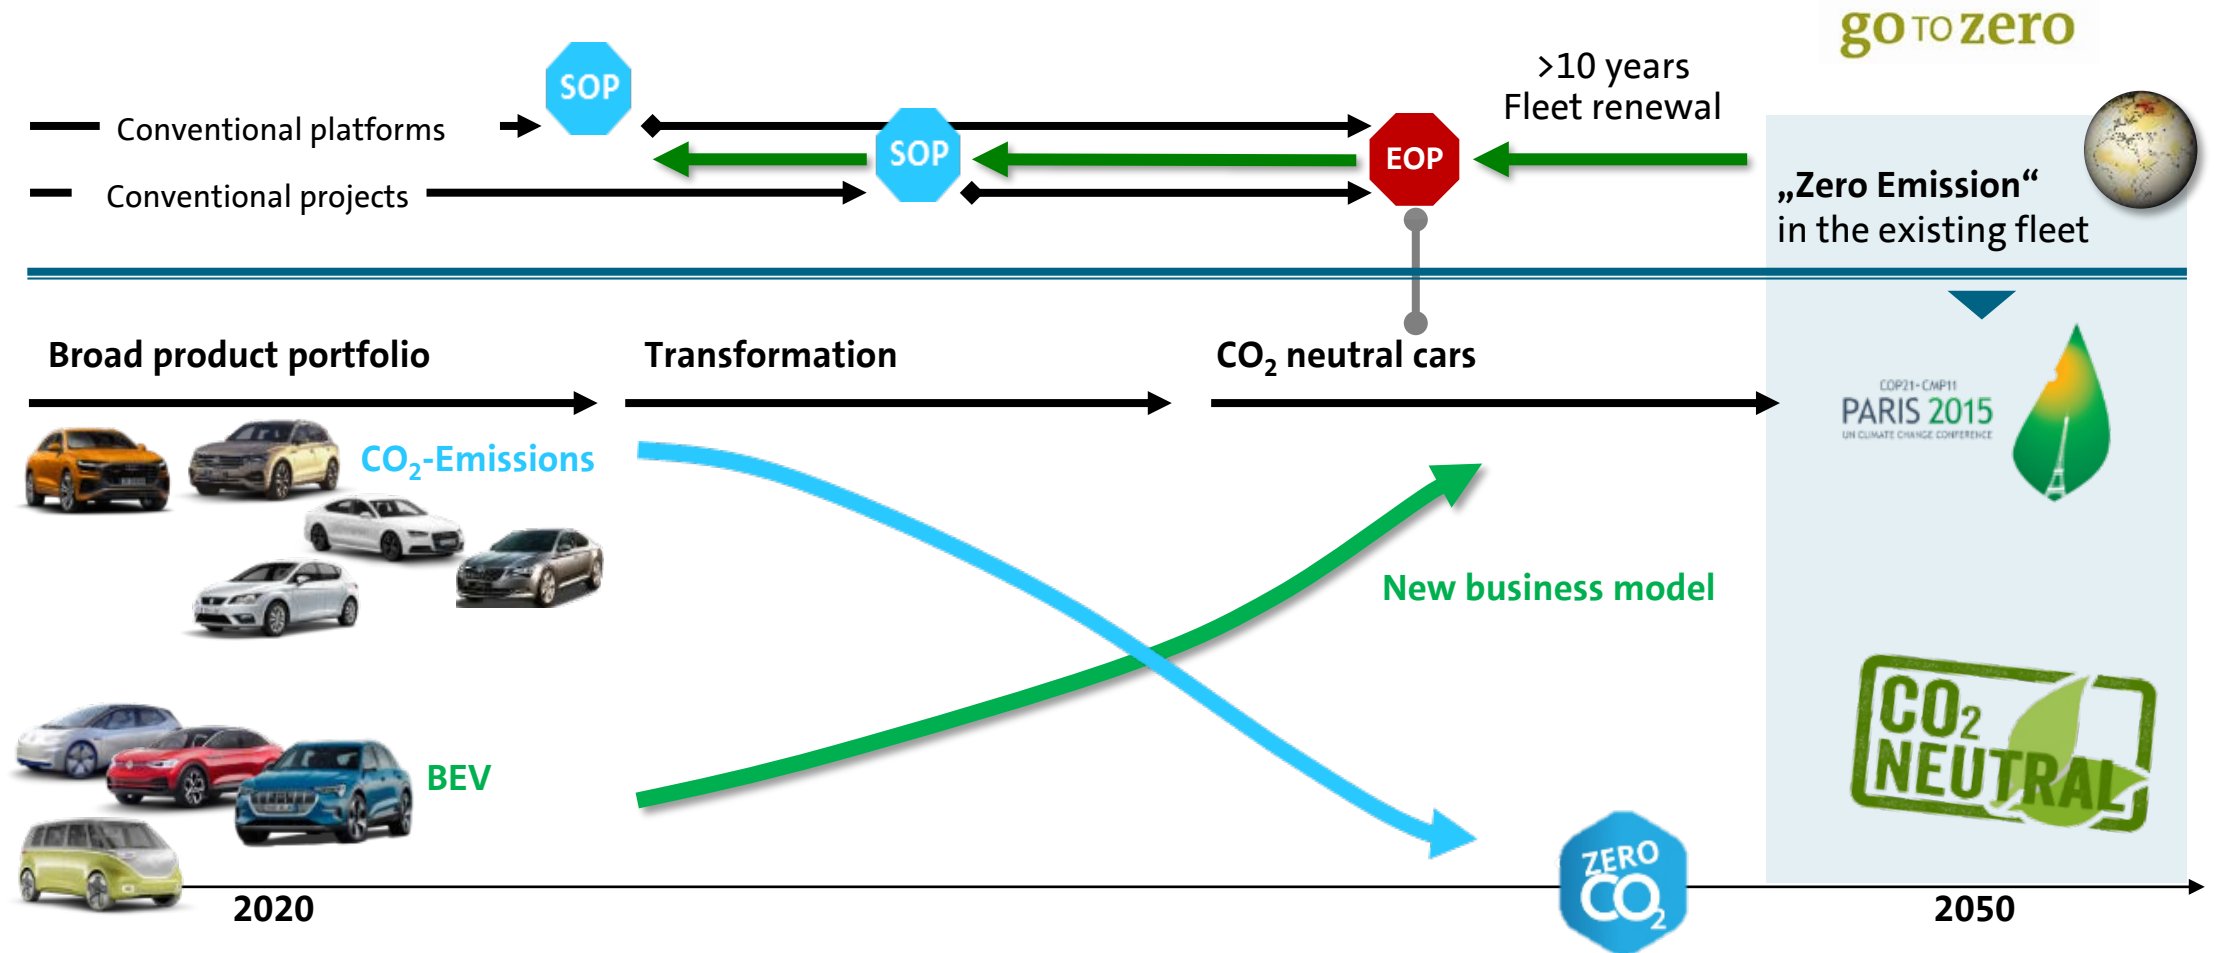 go TO zero
>10 years
Fleet renewal
SOP
Conventional platforms
SOP
EOP
Conventional projects
„Zero Emission“
in the existing fleet
Broad product portfolio
Transformation
CO2 neutral cars
COP21-CMP11
PARIS 2015
UN CLIMATE CHANGE CONFERENCE
CO2-Emissions
New business model
BEV
CO2
NEUTRAL
ZERO
CO2
2020
2050